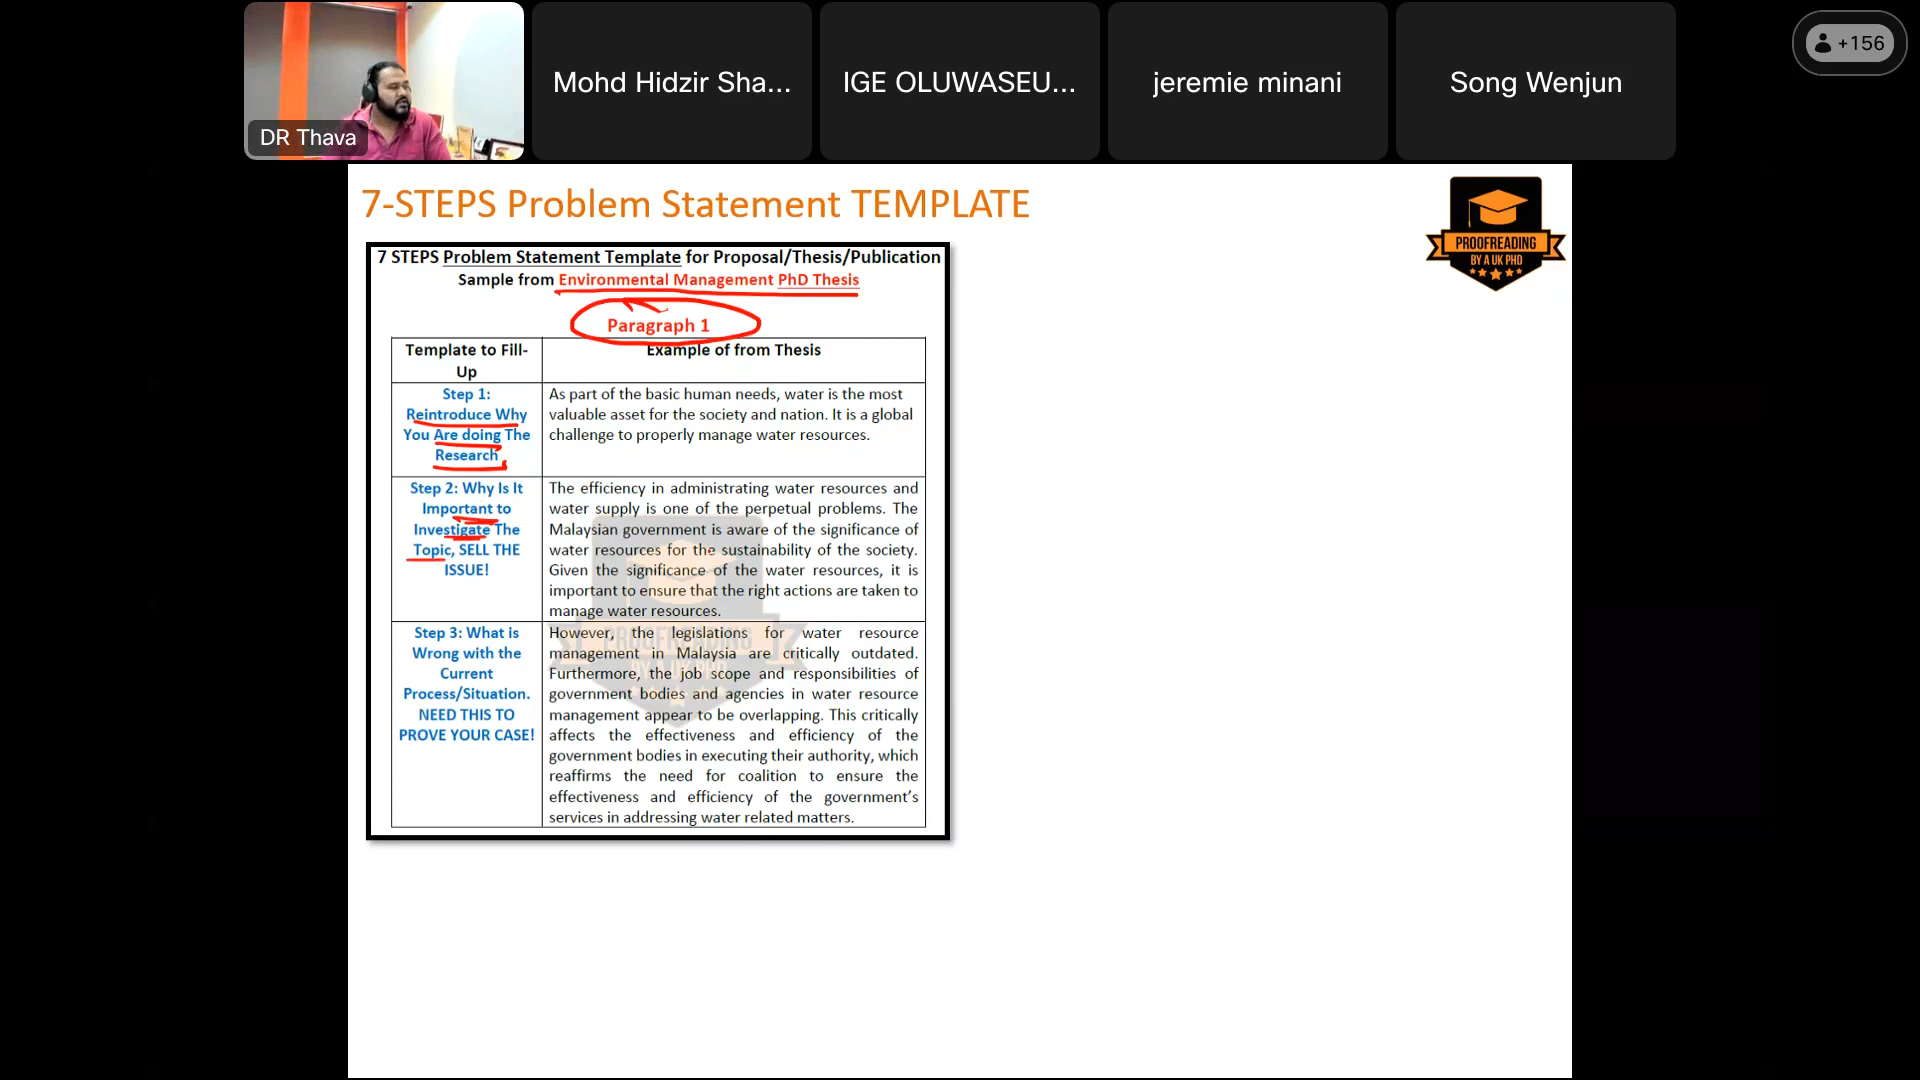 DR Thava
Mohd Hidzir Sha...
IGE OLUWASEU...
jeremie minani
Song Wenjun
+156
7-STEPS Problem Statement TEMPLATE
PROOFREADING
BY A UK PHD
7 STEPS Problem Statement Template for Proposal/Thesis/Publication
Sample from Environmental Management PhD Thesis
Paragraph 1
Template to Fill-
Up
Example of from Thesis
Step 1:
Reintroduce Why
You Are doing The
Research
As part of the basic human needs, water is the most
valuable asset for the society and nation. It is a global
challenge to properly manage water resources.
Step 2: Why Is It
Important to
Investigate The
Topic, SELL THE
ISSUE!
The efficiency in administrating water resources and
water supply is one of the perpetual problems. The
Malaysian government is aware of the significance of
water resources for the sustainability of the society.
Given the significance of the water resources, it is
important to ensure that the right actions are taken to
manage water resources.
Step 3: What is
Wrong with the
Current
Process/Situation.
NEED THIS TO
PROVE YOUR CASE!
However, the legislations for water resource
management in Malaysia are critically outdated.
Furthermore, the job scope and responsibilities of
government bodies and agencies in water resource
management appear to be overlapping. This critically
affects the effectiveness and efficiency of the
government bodies in executing their authority, which
reaffirms the need for coalition to ensure the
effectiveness and efficiency of the government's
services in addressing water related matters.
PROOFREADING
BY A UK PHD